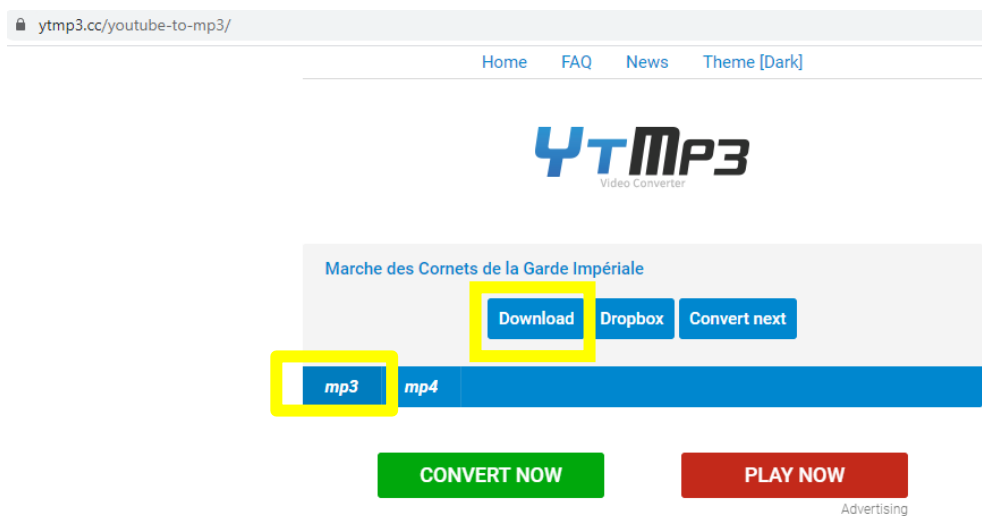 ytmp3.cc/youtube-to-mp3/
Home FAQ News Theme [Dark]
YTMP3
Video Converter
Marche des Cornets de la Garde Impériale
Download Dropbox Convert next
mp3 mp4
CONVERT NOW PLAY NOW
Advertising